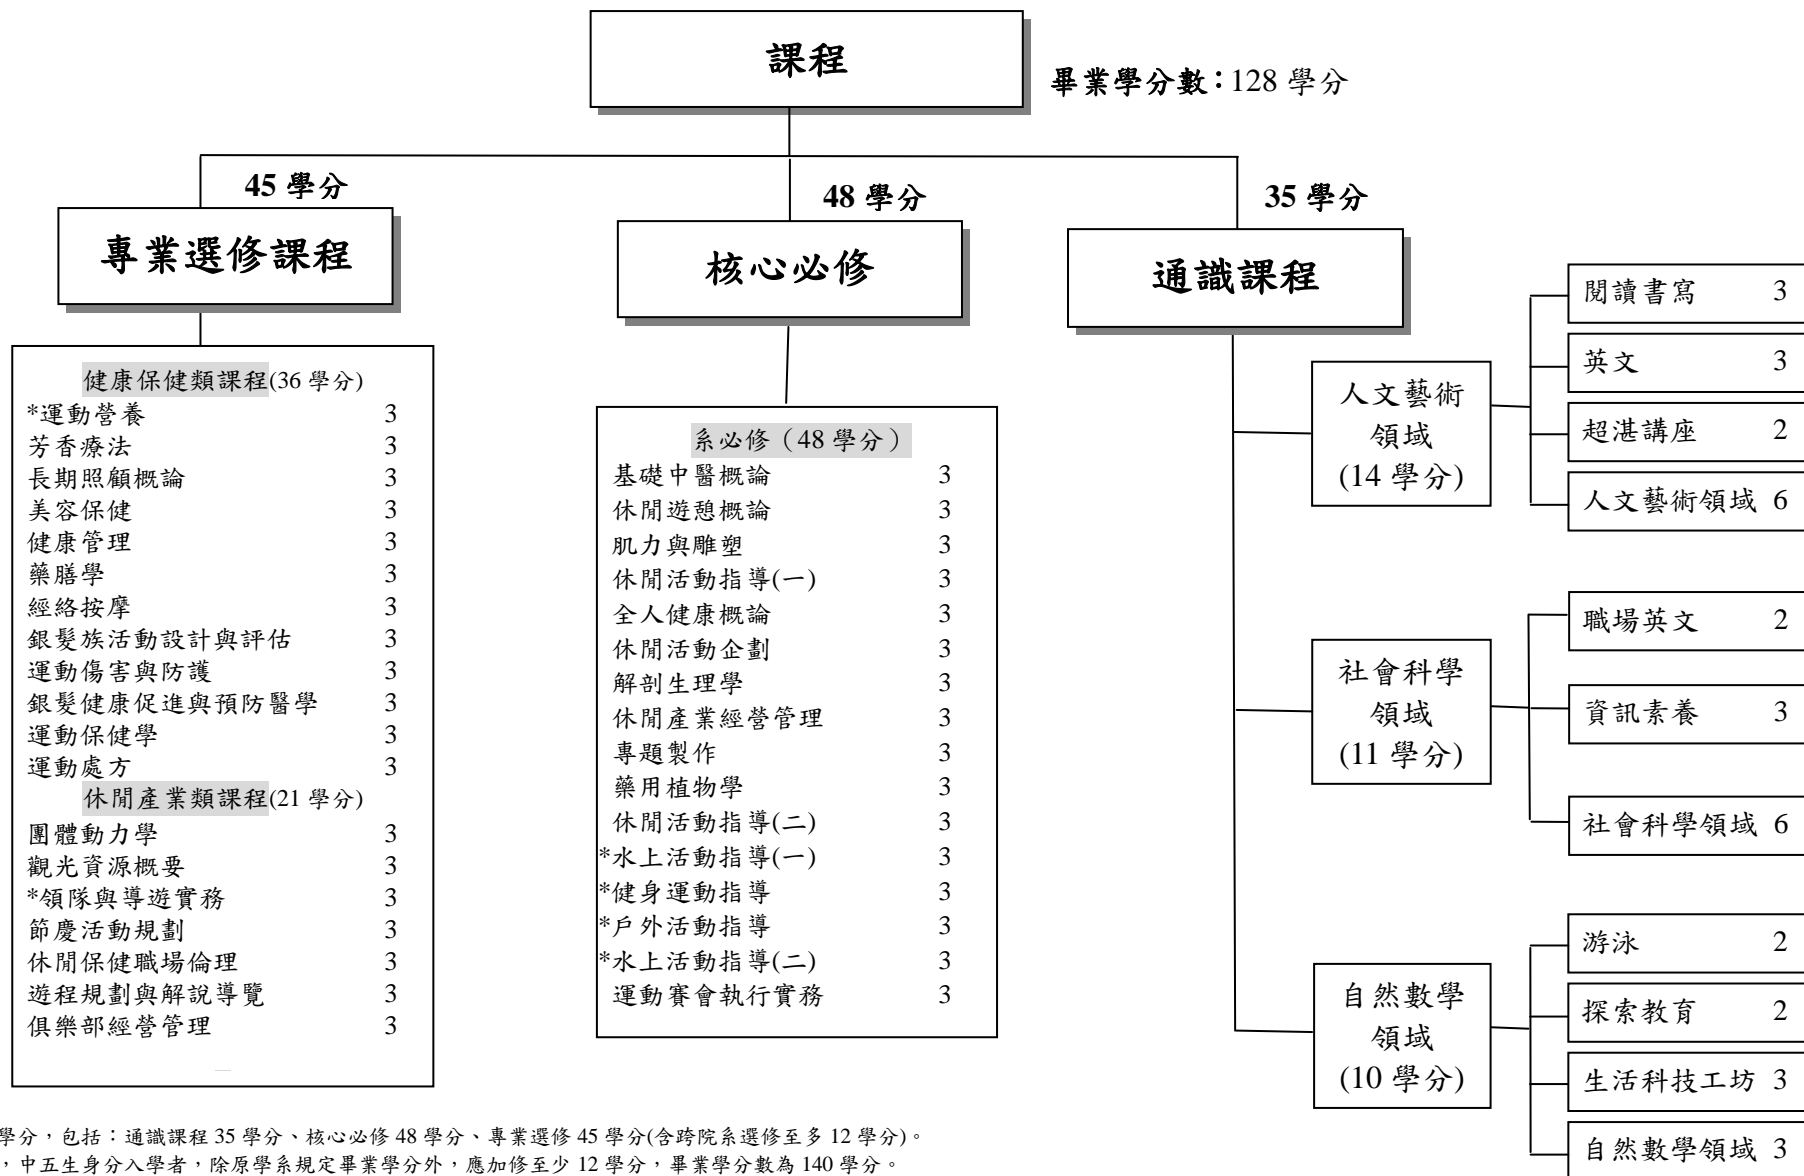 課程
畢業學分數：128 學分
45 學分
48 學分
35 學分
專業選修課程
核心必修
通識課程
健康保健類課程(36 學分)
*運動營養 3
芳香療法 3
長期照顧概論 3
美容保健 3
健康管理 3
藥膳學 3
經絡按摩 3
銀髮族活動設計與評估 3
運動傷害與防護 3
銀髮健康促進與預防醫學 3
運動保健學 3
運動處方 3
休閒產業類課程(21 學分)
團體動力學 3
觀光資源概要 3
*領隊與導遊實務 3
節慶活動規劃 3
休閒保健職場倫理 3
遊程規劃與解說導覽 3
俱樂部經營管理 3
系必修（48 學分）
基礎中醫概論 3
休閒遊憩概論 3
肌力與雕塑 3
休閒活動指導(一) 3
全人健康概論 3
休閒活動企劃 3
解剖生理學 3
休閒產業經營管理 3
專題製作 3
藥用植物學 3
休閒活動指導(二) 3
*水上活動指導(一) 3
*健身運動指導 3
*戶外活動指導 3
*水上活動指導(二) 3
運動賽會執行實務 3
人文藝術
領域
(14 學分)
閱讀書寫 3
英文 3
超湛講座 2
人文藝術領域 6
社會科學
領域
(11 學分)
職場英文 2
資訊素養 3
社會科學領域 6
自然數學
領域
(10 學分)
游泳 2
探索教育 2
生活科技工坊 3
自然數學領域 3
學分，包括：通識課程 35 學分、核心必修 48 學分、專業選修 45 學分(含跨院系選修至多 12 學分)。
，中五生身分入學者，除原學系規定畢業學分外，應加修至少 12 學分，畢業學分數為 140 學分。